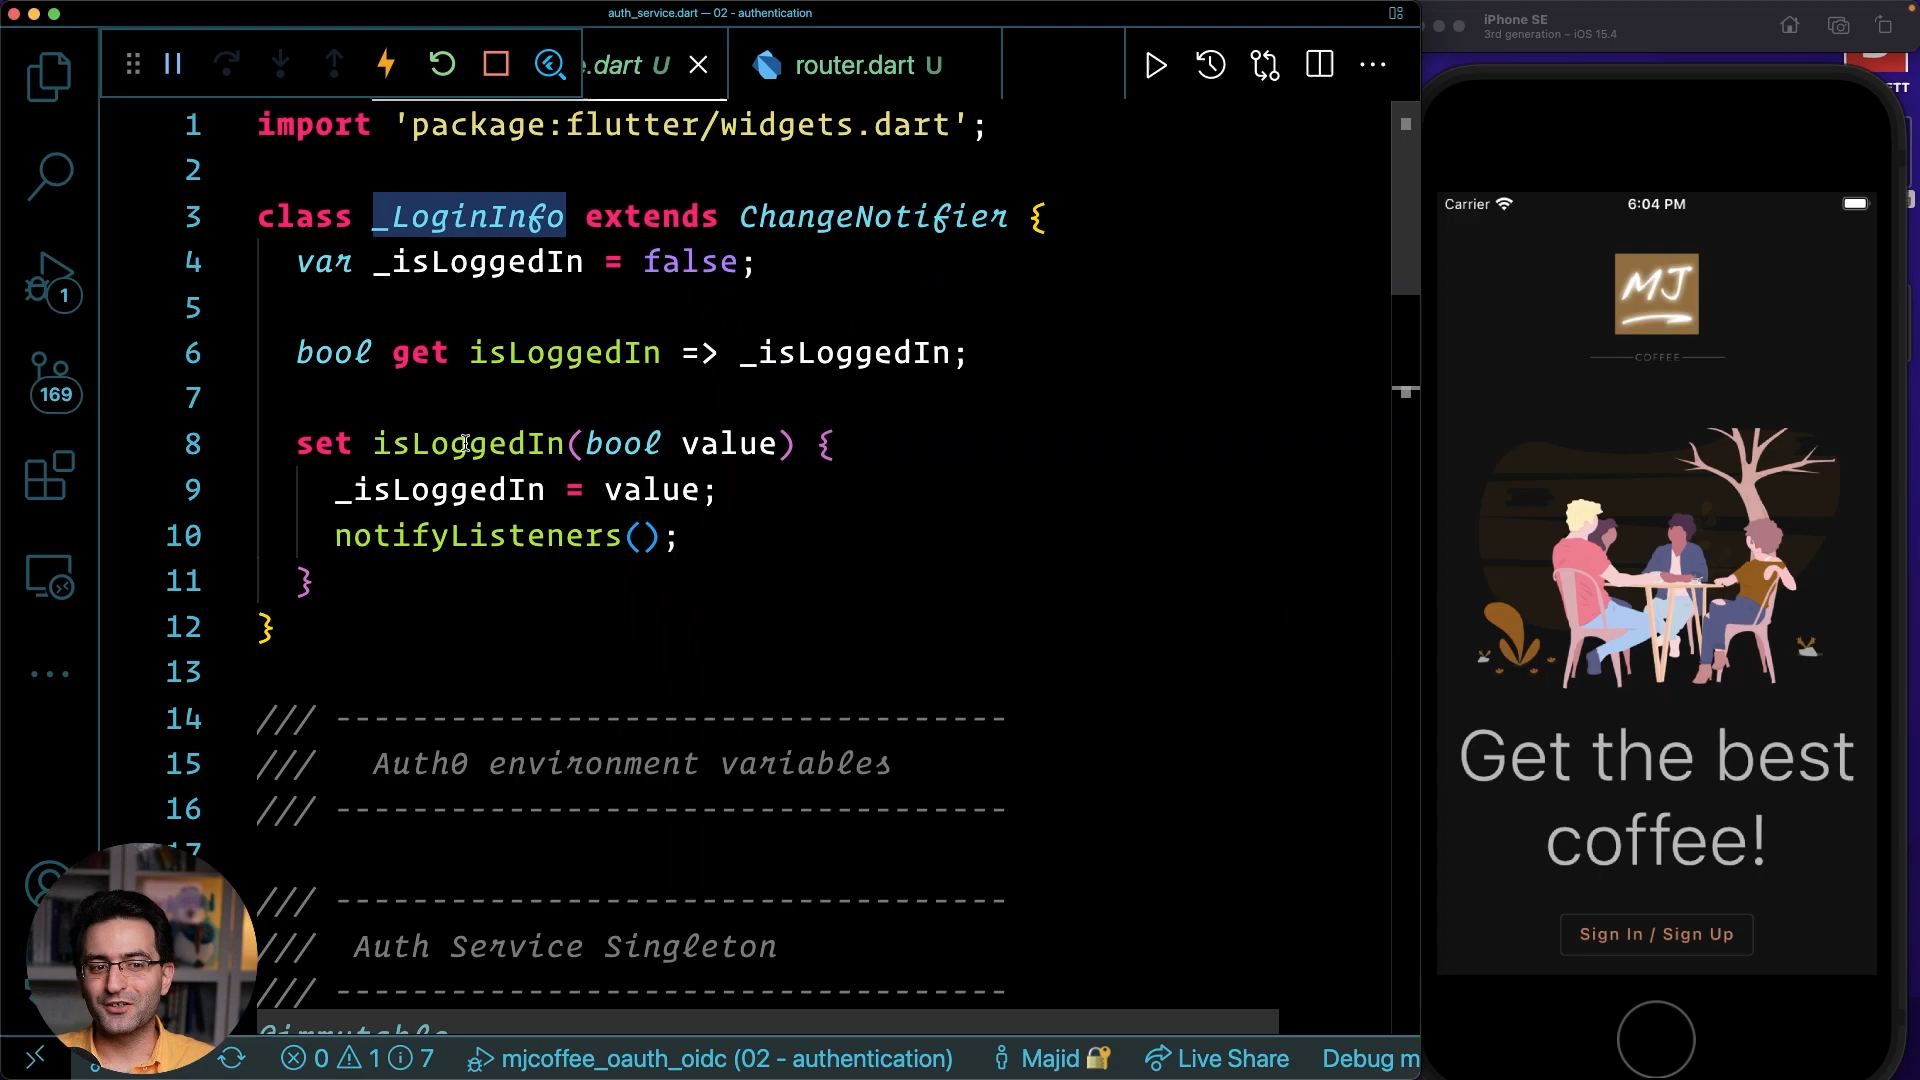 auth_service.dart — 02 - authentication
e.dart U
router.dart U
1 import 'package:flutter/widgets.dart';
2
3 class _LoginInfo extends ChangeNotifier {
4 var _isLoggedIn = false;
5
6 bool get isLoggedIn => _isLoggedIn;
7
8 set isLoggedIn(bool value) {
9 _isLoggedIn = value;
10 notifyListeners();
11 }
12 }
13
14 /// -----------------------------------
15 /// Auth0 environment variables
16 /// -----------------------------------
17
/// -----------------------------------
/// Auth Service Singleton
/// -----------------------------------
@immutable
1
169
0 1 7
mjcoffee_oauth_oidc (02 - authentication)
Majid
Live Share
Debug m
iPhone SE
3rd generation – iOS 15.4
TT
Carrier
6:04 PM
MJ
COFFEE
Get the best
coffee!
Sign In / Sign Up